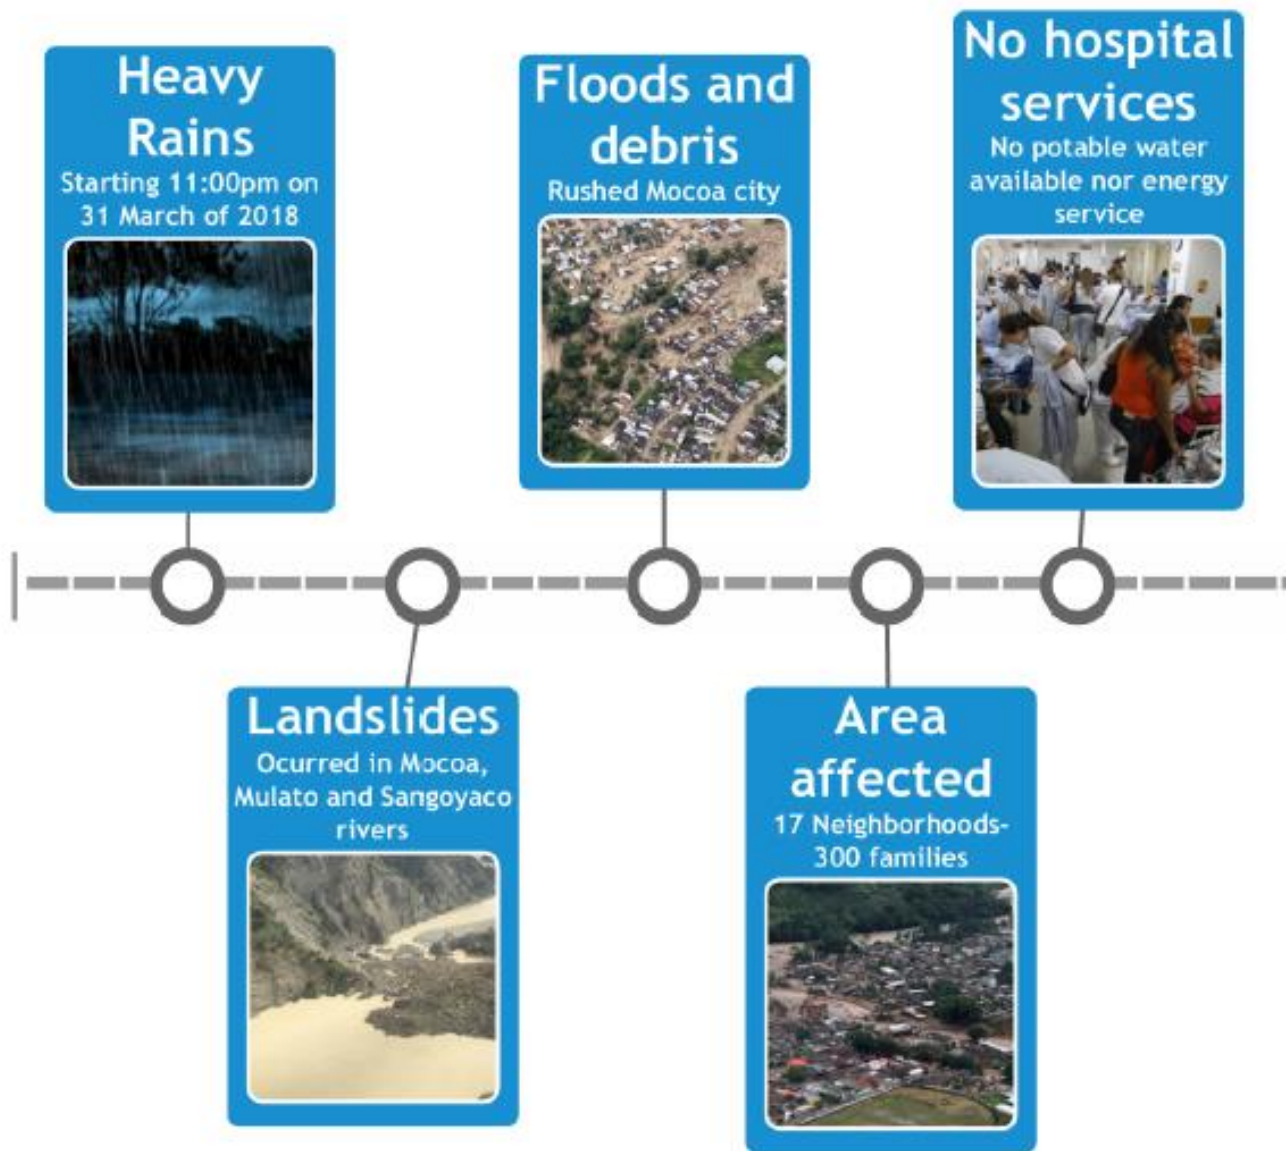 Heavy
Rains
Starting 11:00pm on
31 March of 2018
Landslides
Ocurred in Mocoa,
Mulato and Sangoyaco
rivers
Floods and
debris
Rushed Mocoa city
Area
affected
17 Neighborhoods-
300 families
No hospital
services
No potable water
available nor energy
service